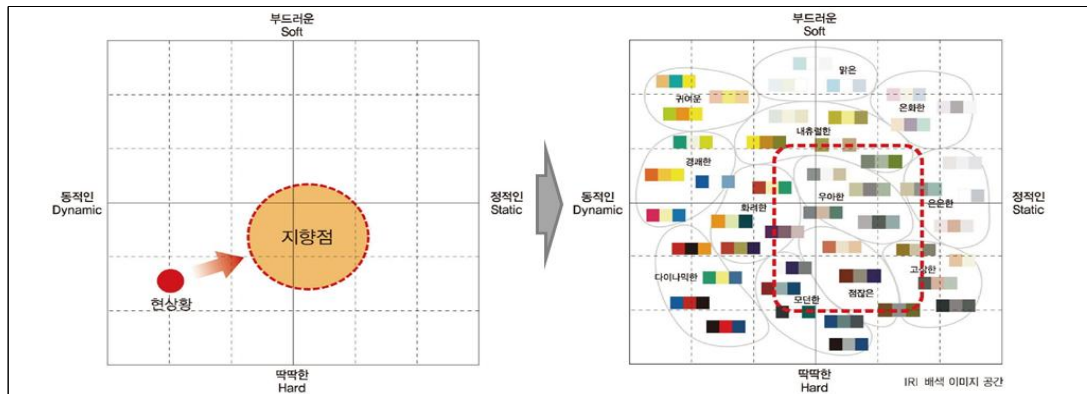 부드러운
Soft
동적인
Dynamic
정적인
Static
지향점
현상황
딱딱한
Hard
부드러운
Soft
맑은
귀여운
온화한
내츄럴한
경쾌한
동적인
Dynamic
정적인
Static
우아한
은은한
화려한
다이나믹한
고상한
점잖은
모던한
딱딱한
Hard
IRI 배색 이미지 공간